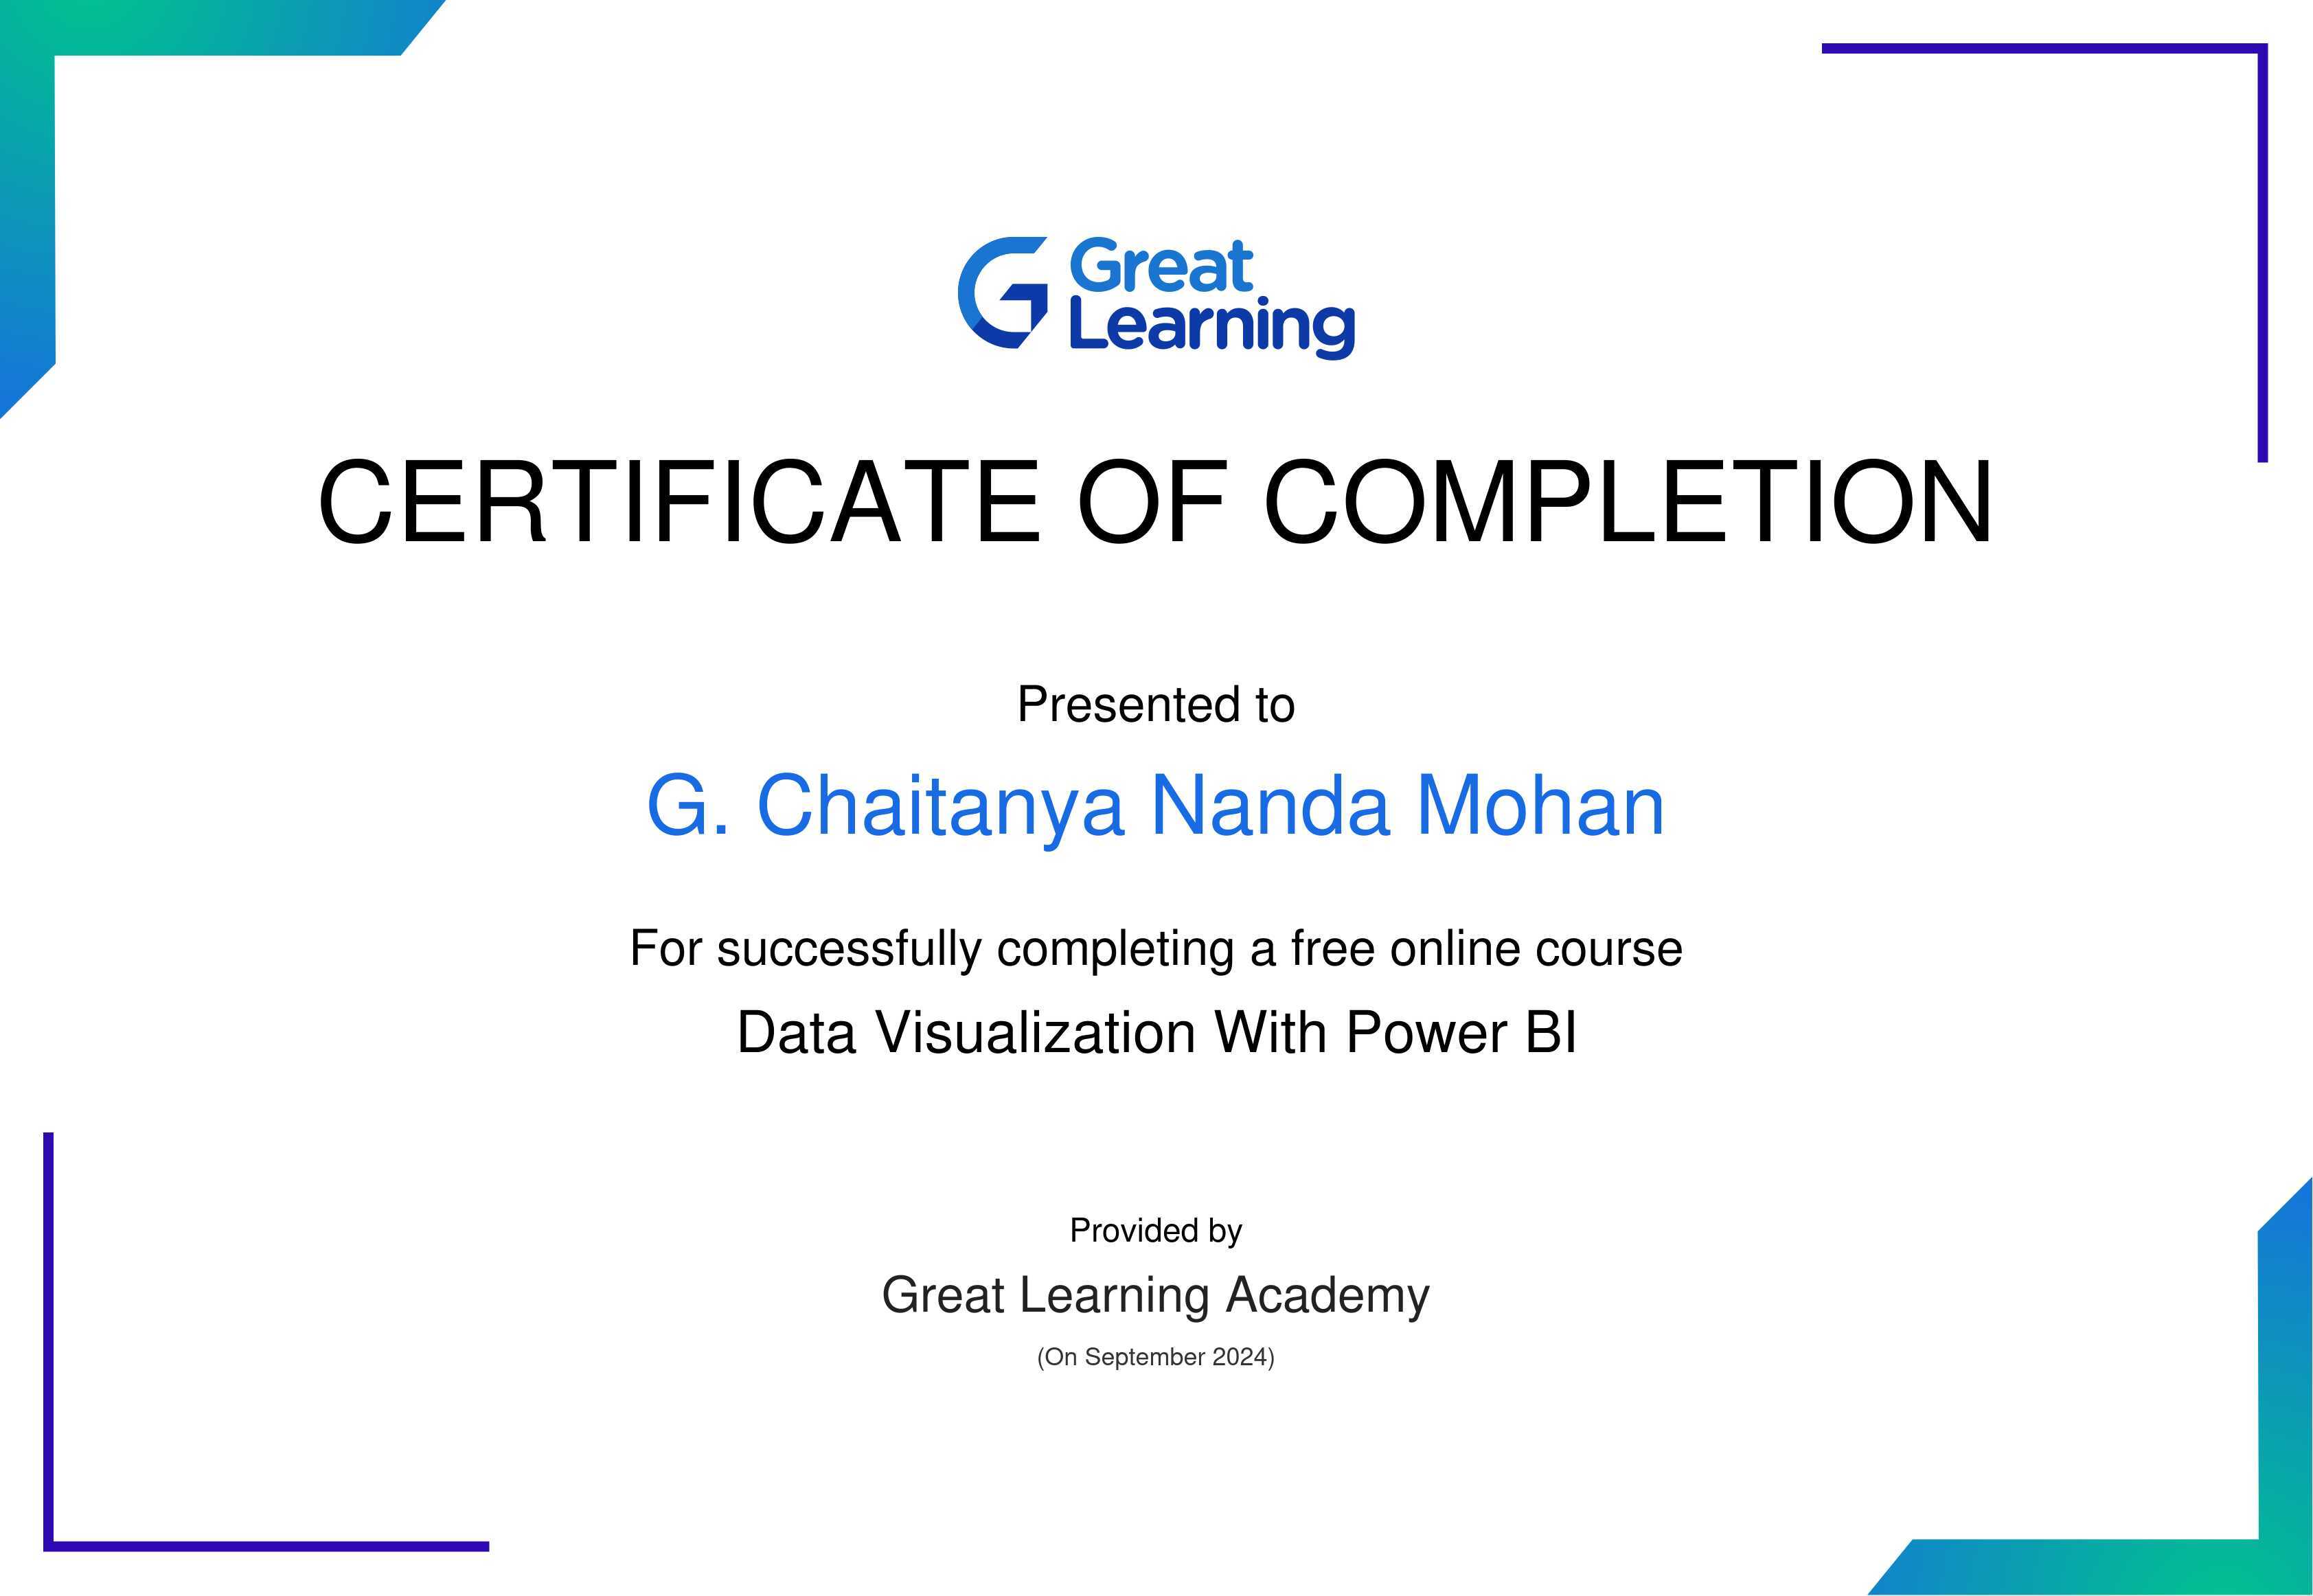 Great
Learning
CERTIFICATE OF COMPLETION
Presented to
G. Chaitanya Nanda Mohan
For successfully completing a free online course
Data Visualization With Power BI
Provided by
Great Learning Academy
(On September 2024)